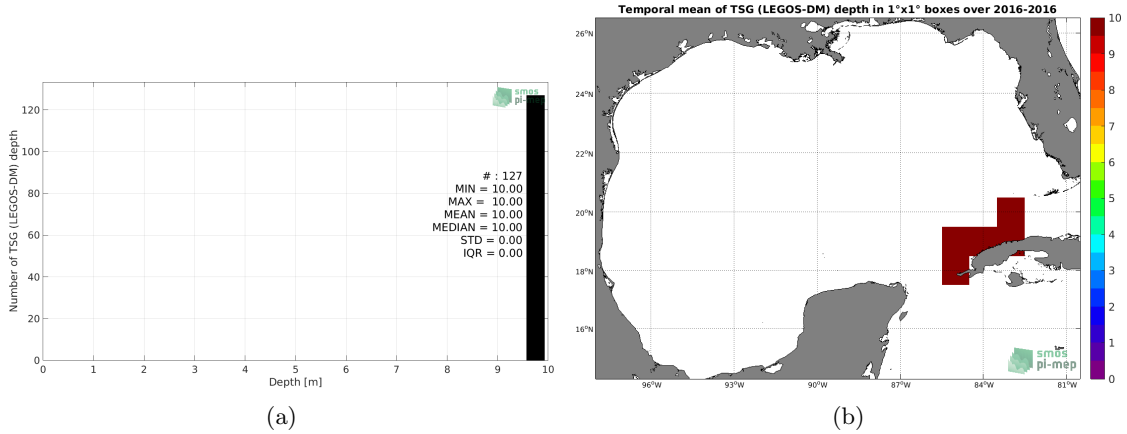 Number of TSG (LEGOS-DM) depth
120
100
80
60
40
20
0
# : 127
MIN = 10.00
MAX = 10.00
MEAN = 10.00
MEDIAN = 10.00
STD = 0.00
IQR = 0.00
smos
pi-mep
0 1 2 3 4 5 6 7 8 9 10
Depth [m]
(a)
Temporal mean of TSG (LEGOS-DM) depth in 1°x1° boxes over 2016-2016
26°N
24°N
22°N
20°N
18°N
16°N
96°W 93°W 90°W 87°W 84°W 81°W
smos
pi-mep
10
9
8
7
6
5
4
3
2
1
0
(b)